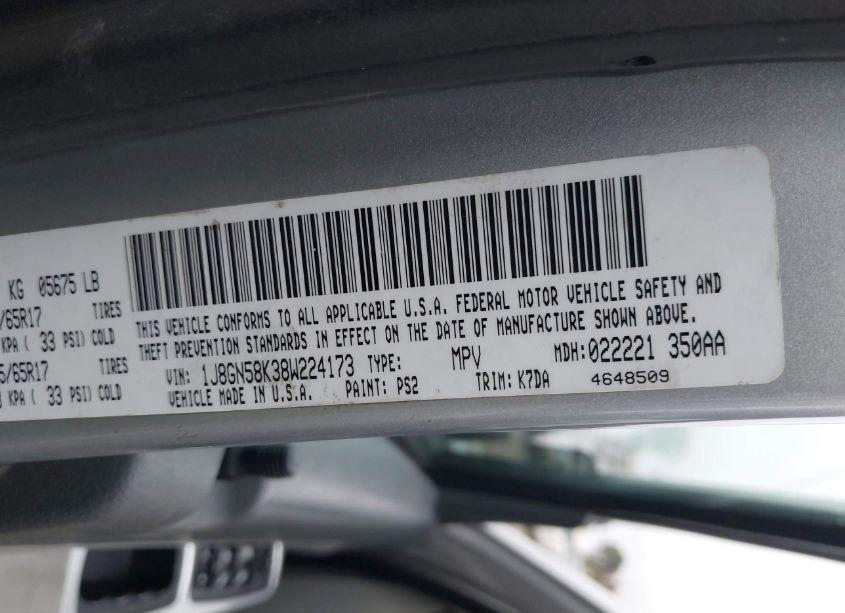 KG 05675 LB
/65R17 TIRES
KPA ( 33 PSI) COLD
5/65R17 TIRES
KPA ( 33 PSI) COLD
THIS VEHICLE CONFORMS TO ALL APPLICABLE U.S.A. FEDERAL MOTOR VEHICLE SAFETY AND
THEFT PREVENTION STANDARDS IN EFFECT ON THE DATE OF MANUFACTURE SHOWN ABOVE.
VIN: 1J8GN58K38W224173 TYPE: MPV MDH: 022221 350AA
VEHICLE MADE IN U.S.A. PAINT: PS2 TRIM: K7DA 4648509